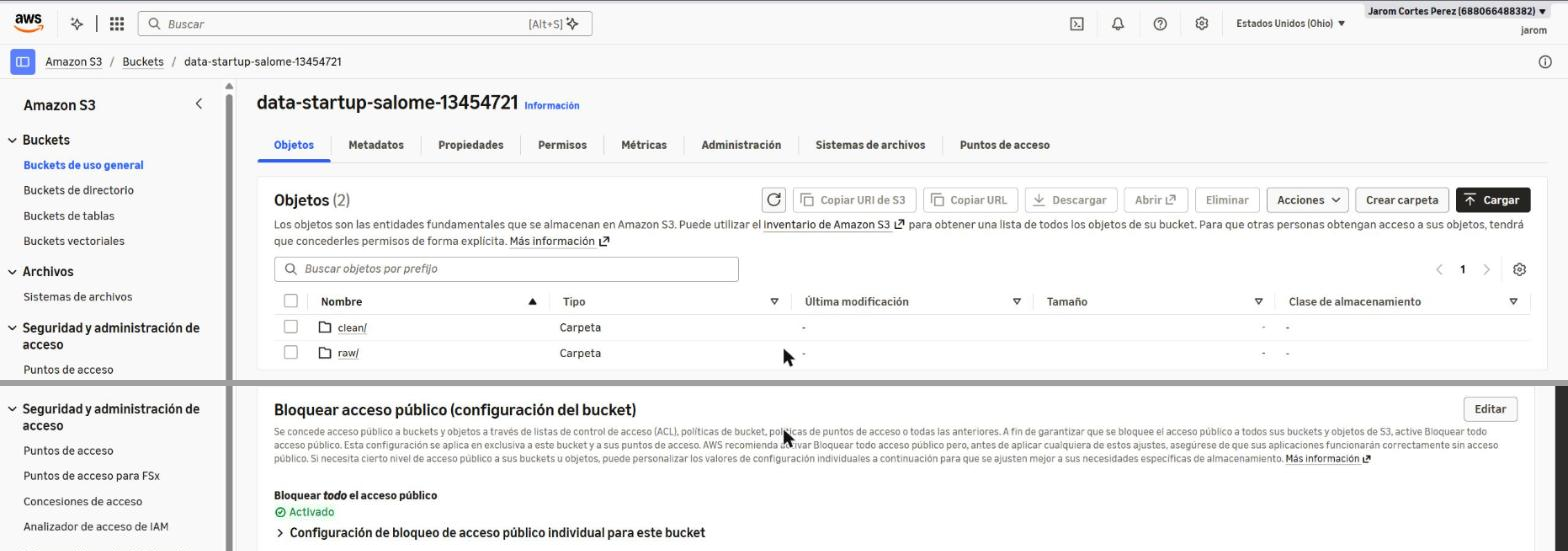 aws
Buscar
[Alt+S]
Estados Unidos (Ohio) ▼
Jarom Cortes Perez (688066488382) ▼
jarom
Amazon S3 / Buckets / data-startup-salome-13454721
Amazon S3
Buckets
Buckets de uso general
Buckets de directorio
Buckets de tablas
Buckets vectoriales
Archivos
Sistemas de archivos
Seguridad y administración de
acceso
Puntos de acceso
data-startup-salome-13454721 Información
Objetos Metadatos Propiedades Permisos Métricas Administración Sistemas de archivos Puntos de acceso
Objetos (2)
Copiar URI de S3 Copiar URL Descargar Abrir Eliminar Acciones Crear carpeta Cargar
Los objetos son las entidades fundamentales que se almacenan en Amazon S3. Puede utilizar el inventario de Amazon S3 para obtener una lista de todos los objetos de su bucket. Para que otras personas obtengan acceso a sus objetos, tendrá
que concederles permisos de forma explícita. Más información
Buscar objetos por prefijo
1
Nombre Tipo Última modificación Tamaño Clase de almacenamiento
clean/ Carpeta - - -
raw/ Carpeta - - -
Seguridad y administración de
acceso
Puntos de acceso
Puntos de acceso para FSx
Concesiones de acceso
Analizador de acceso de IAM
Bloquear acceso público (configuración del bucket)
Editar
Se concede acceso público a buckets y objetos a través de listas de control de acceso (ACL), políticas de bucket, políticas de puntos de acceso o todas las anteriores. A fin de garantizar que se bloquee el acceso público a todos sus buckets y objetos de S3, active Bloquear todo
acceso público. Esta configuración se aplica en exclusiva a este bucket y a sus puntos de acceso. AWS recomienda activar Bloquear todo acceso público pero, antes de aplicar cualquiera de estos ajustes, asegúrese de que sus aplicaciones funcionarán correctamente sin acceso
público. Si necesita cierto nivel de acceso público a sus buckets u objetos, puede personalizar los valores de configuración individuales a continuación para que se ajusten mejor a sus necesidades específicas de almacenamiento. Más información
Bloquear todo el acceso público
Activado
Configuración de bloqueo de acceso público individual para este bucket